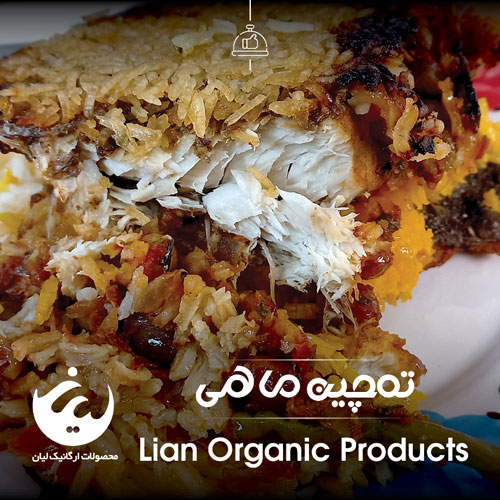 ته‌چین ماهی
لیان
محصولات ارگانیک لیان
Lian Organic Products